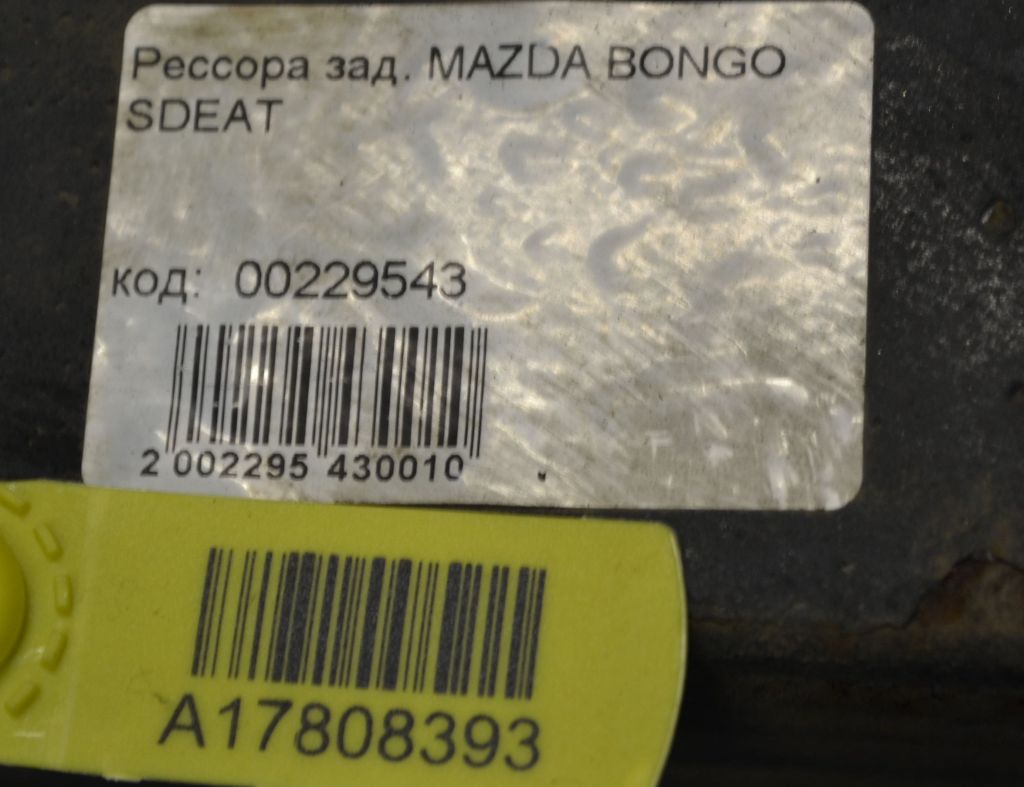 Рессора зад. MAZDA BONGO
SDEAT
код: 00229543
2 002295 430010
A17808393